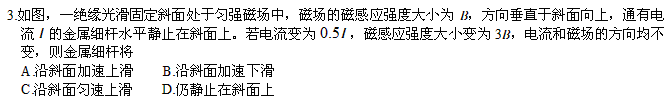 3.如图，一绝缘光滑固定斜面处于匀强磁场中，磁场的磁感应强度大小为 B，方向垂直于斜面向上，通有电
流 I 的金属细杆水平静止在斜面上。若电流变为 0.5I，磁感应强度大小变为 3B，电流和磁场的方向均不
变，则金属细杆将
A.沿斜面加速上滑 B.沿斜面加速下滑
C.沿斜面匀速上滑 D.仍静止在斜面上